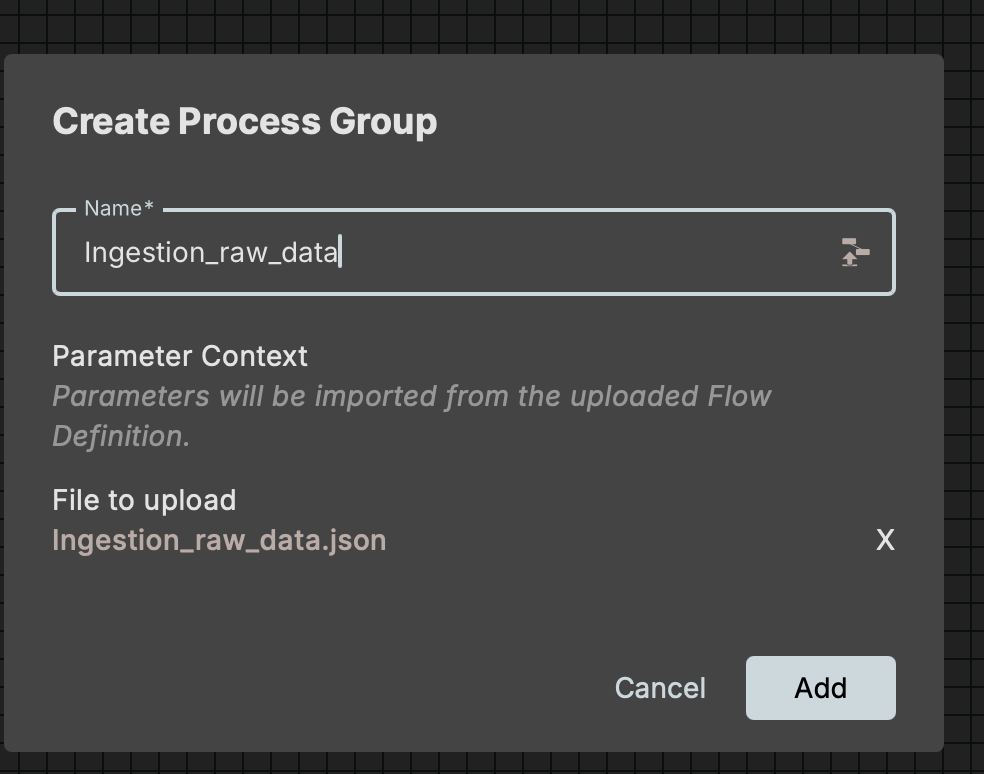 Create Process Group
Name*
Ingestion_raw_data
Parameter Context
Parameters will be imported from the uploaded Flow
Definition.
File to upload
Ingestion_raw_data.json
X
Cancel
Add